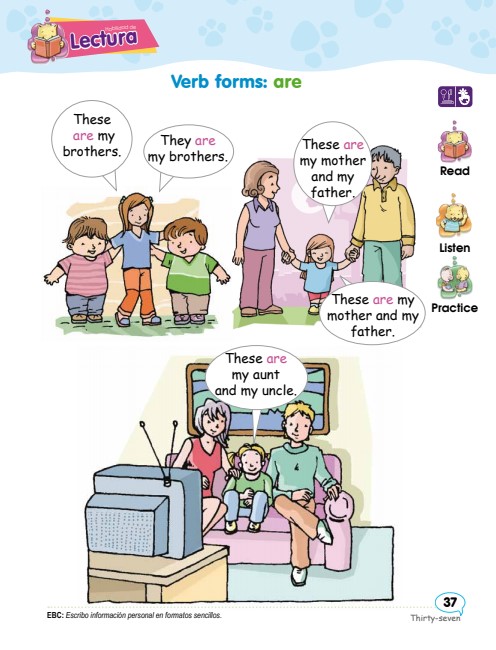 Lectura
Verb forms: are
These
are my
brothers.
They are
my brothers.
These are
my mother
and my
father.
Read
Listen
Practice
These are my
mother and my
father.
These are
my aunt
and my uncle.
37
Thirty-seven
EBC: Escribo información personal en formatos sencillos.